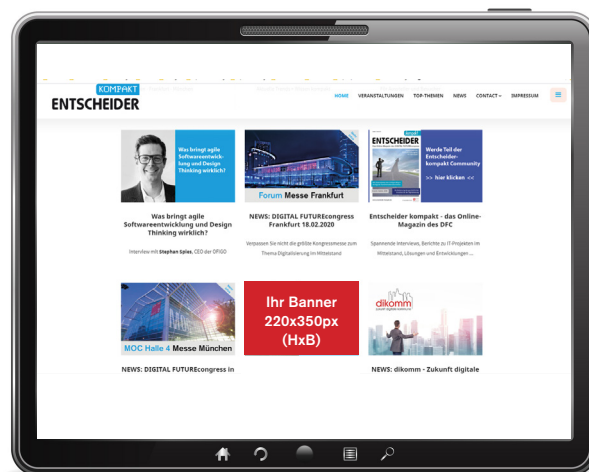 KOMPAKT
ENTSCHEIDER
HOME VERANSTALTUNGEN TOP-THEMEN NEWS CONTACT IMPRESSUM
Was bringt agile
Softwareentwick-
lung und Design
Thinking wirklich?
Forum Messe Frankfurt
ENTSCHEIDER
Werde Teil der
Entscheider-
kompakt Community
>> hier klicken <<
Was bringt agile
Softwareentwicklung und Design
Thinking wirklich?
Interview mit Stephan Syías, CEO der OPIGO
NEWS: DIGITAL FUTUREcongress
Frankfurt 18.02.2020
Verpassen Sie nicht die größte Kongressmesse zum
Thema Digitalisierung im Mittelstand
Entscheider kompakt - das Online-
Magazin des DFC
Spannende Interviews, Berichte zu IT-Projekten im
Mittelstand, Lösungen und Entwicklungen ...
MOC Halle 4 Messe München
Ihr Banner
220x350px
(HxB)
dikomm
NEWS: DIGITAL FUTUREcongress in
NEWS: dikomm - Zukunft digitale